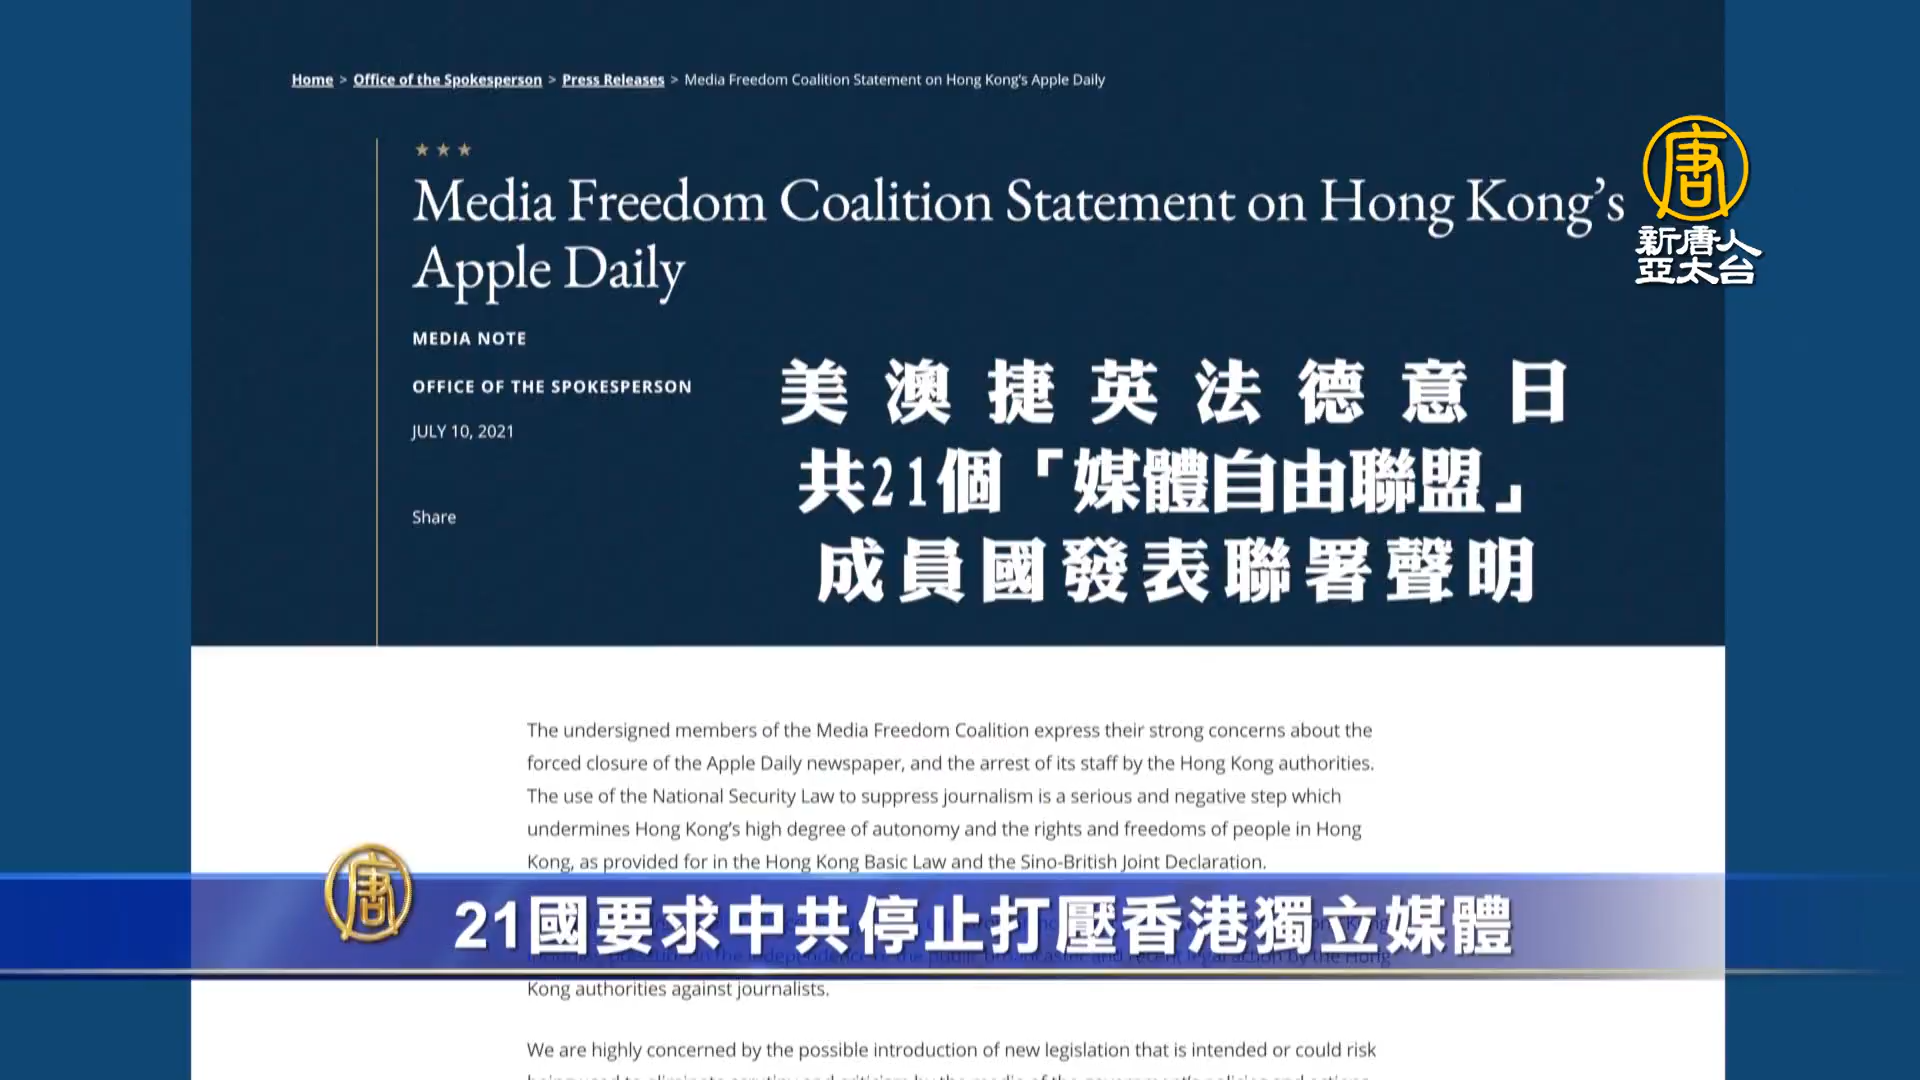 Home > Office of the Spokesperson > Press Releases > Media Freedom Coalition Statement on Hong Kong's Apple Daily
唐
新唐人
亞太台
Media Freedom Coalition Statement on Hong Kong's
Apple Daily
MEDIA NOTE
OFFICE OF THE SPOKESPERSON
JULY 10, 2021
Share
美澳捷英法德意日
共21個「媒體自由聯盟」
成員國發表聯署聲明
The undersigned members of the Media Freedom Coalition express their strong concerns about the
forced closure of the Apple Daily newspaper, and the arrest of its staff by the Hong Kong authorities.
The use of the National Security Law to suppress journalism is a serious and negative step which
undermines Hong Kong's high degree of autonomy and the rights and freedoms of people in Hong
Kong, as provided for in the Hong Kong Basic Law and the Sino-British Joint Declaration.
唐
21國要求中共停止打壓香港獨立媒體
Kong authorities against journalists.
We are highly concerned by the possible introduction of new legislation that is intended or could risk